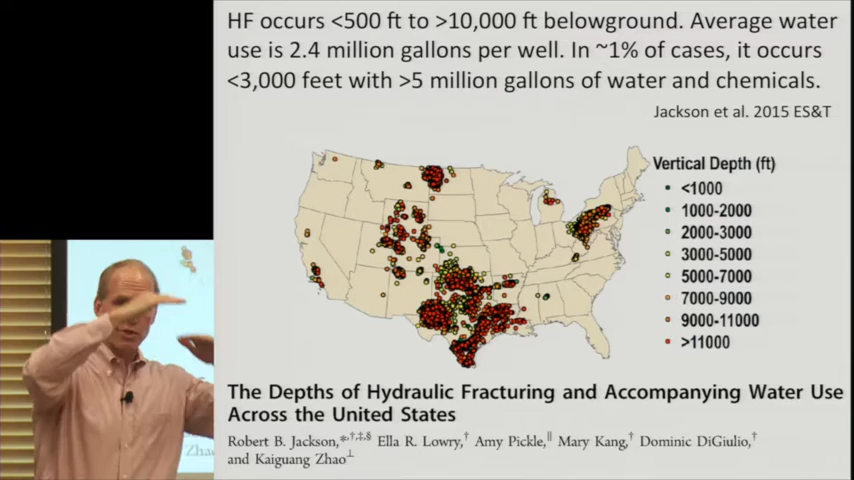 HF occurs <500 ft to >10,000 ft belowground. Average water
use is 2.4 million gallons per well. In ~1% of cases, it occurs
<3,000 feet with >5 million gallons of water and chemicals.
Jackson et al. 2015 ES&T
Vertical Depth (ft)
<1000
1000-2000
2000-3000
3000-5000
5000-7000
7000-9000
9000-11000
>11000
The Depths of Hydraulic Fracturing and Accompanying Water Use
Across the United States
Robert B. Jackson,*,†,‡,§ Ella R. Lowry,† Amy Pickle,∥ Mary Kang,† Dominic DiGiulio,†
and Kaiguang Zhao⊥